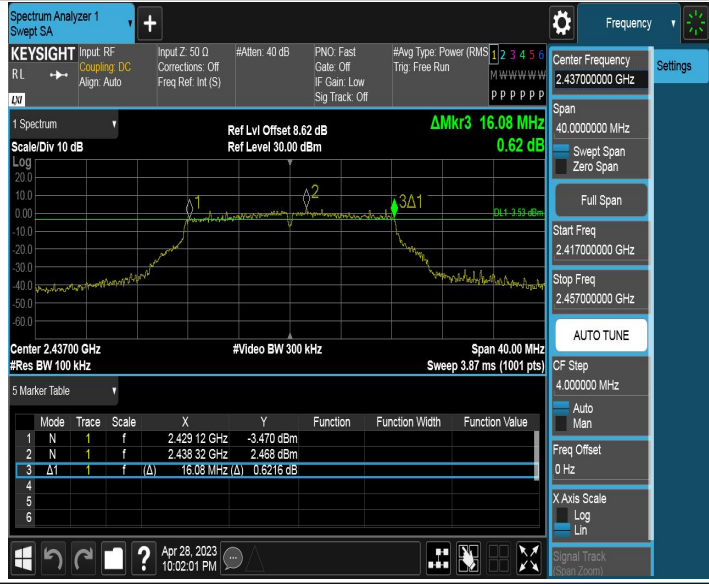 Spectrum Analyzer 1
Swept SA
+
Frequency
KEYSIGHT
RL
LXI
Input: RF
Coupling: DC
Align: Auto
Input Z: 50 Ω
Corrections: Off
Freq Ref: Int (S)
#Atten: 40 dB
PNO: Fast
Gate: Off
IF Gain: Low
Sig Track: Off
#Avg Type: Power (RMS
Trig: Free Run
1 2 3 4 5 6
M W W W W W
P P P P P P
1 Spectrum
Scale/Div 10 dB
Ref Lvl Offset 8.62 dB
Ref Level 30.00 dBm
ΔMkr3 16.08 MHz
0.62 dB
Log
20.0
10.0
0.00
-10.0
-20.0
-30.0
-40.0
-50.0
-60.0
1
2
3Δ1
DL1 -3.53 dBm
Center 2.43700 GHz
#Res BW 100 kHz
#Video BW 300 kHz
Span 40.00 MHz
Sweep 3.87 ms (1001 pts)
5 Marker Table
Mode Trace Scale X Y Function Function Width Function Value
1 N 1 f 2.429 12 GHz -3.470 dBm
2 N 1 f 2.438 32 GHz 2.468 dBm
3 Δ1 1 f (Δ) 16.08 MHz (Δ) 0.6216 dB
4
5
6
?
Apr 28, 2023
10:02:01 PM
Center Frequency
2.437000000 GHz
Span
40.0000000 MHz
Swept Span
Zero Span
Full Span
Start Freq
2.417000000 GHz
Stop Freq
2.457000000 GHz
AUTO TUNE
CF Step
4.000000 MHz
Auto
Man
Freq Offset
0 Hz
X Axis Scale
Log
Lin
Signal Track
(Span Zoom)
Settings